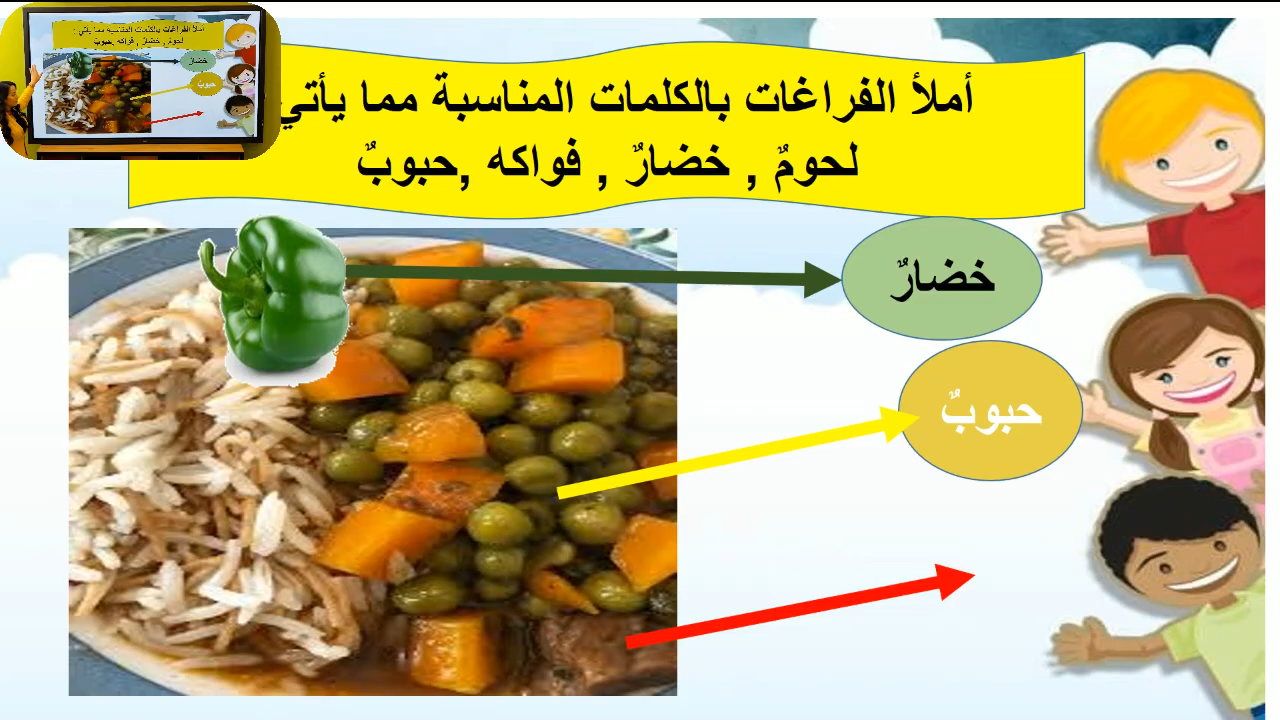 أملأ الفراغات بالكلمات المناسبة مما يأتي
لحومٌ , خضارٌ , فواكه ,حبوبٌ
خضارٌ
حبوبٌ